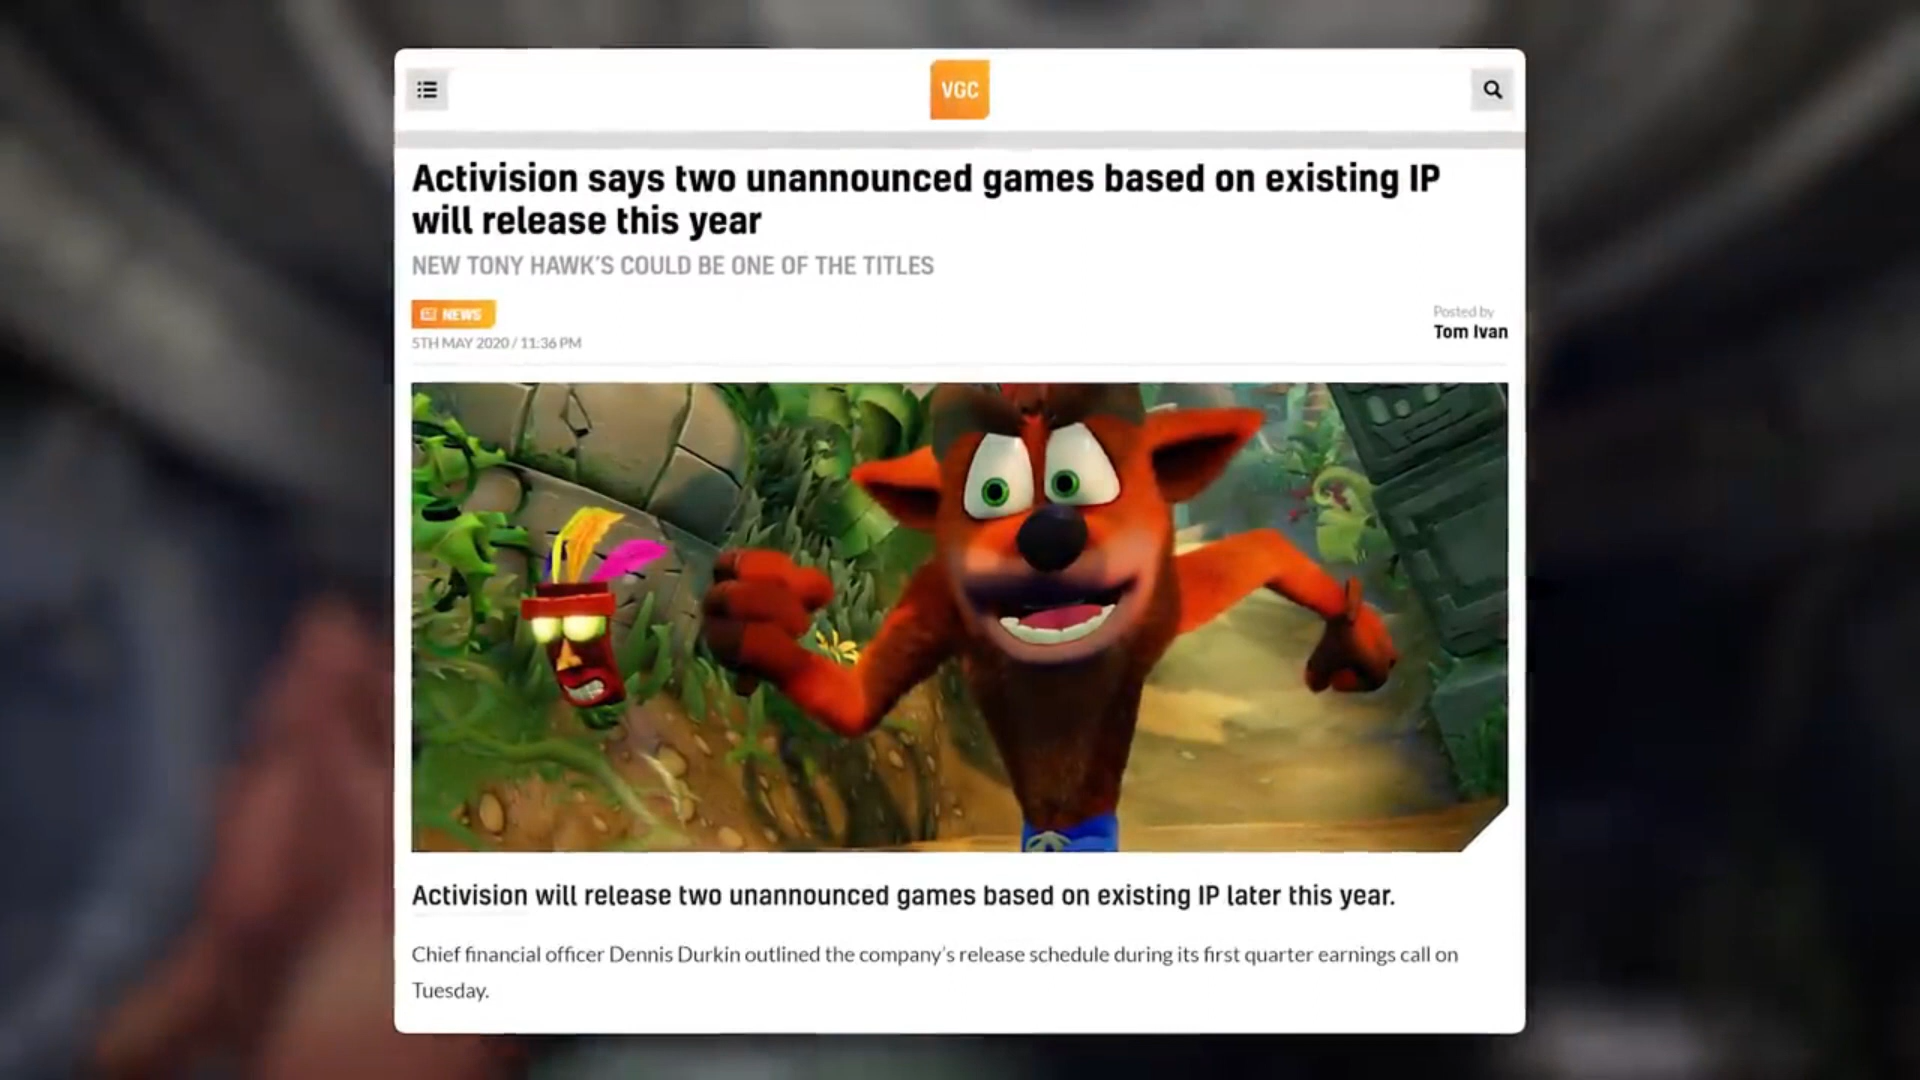 VGC
Activision says two unannounced games based on existing IP
will release this year
NEW TONY HAWK'S COULD BE ONE OF THE TITLES
NEWS
5TH MAY 2020 / 11:36 PM
Posted by
Tom Ivan
Activision will release two unannounced games based on existing IP later this year.
Chief financial officer Dennis Durkin outlined the company's release schedule during its first quarter earnings call on
Tuesday.